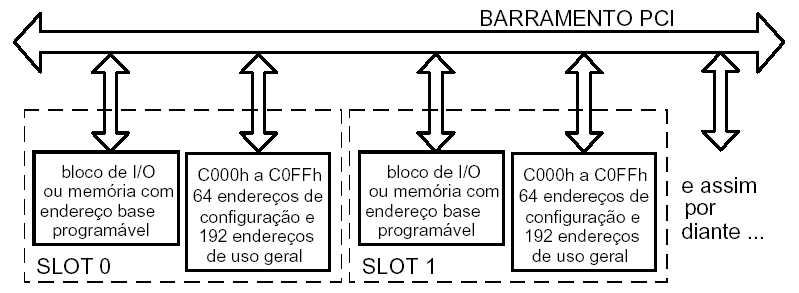 BARRAMENTO PCI
bloco de I/O
ou memória com
endereço base
programável
C000h a C0FFh
64 endereços de
configuração e
192 endereços
de uso geral
SLOT 0
bloco de I/O
ou memória com
endereço base
programável
C000h a C0FFh
64 endereços de
configuração e
192 endereços
de uso geral
SLOT 1
e assim
por
diante ...